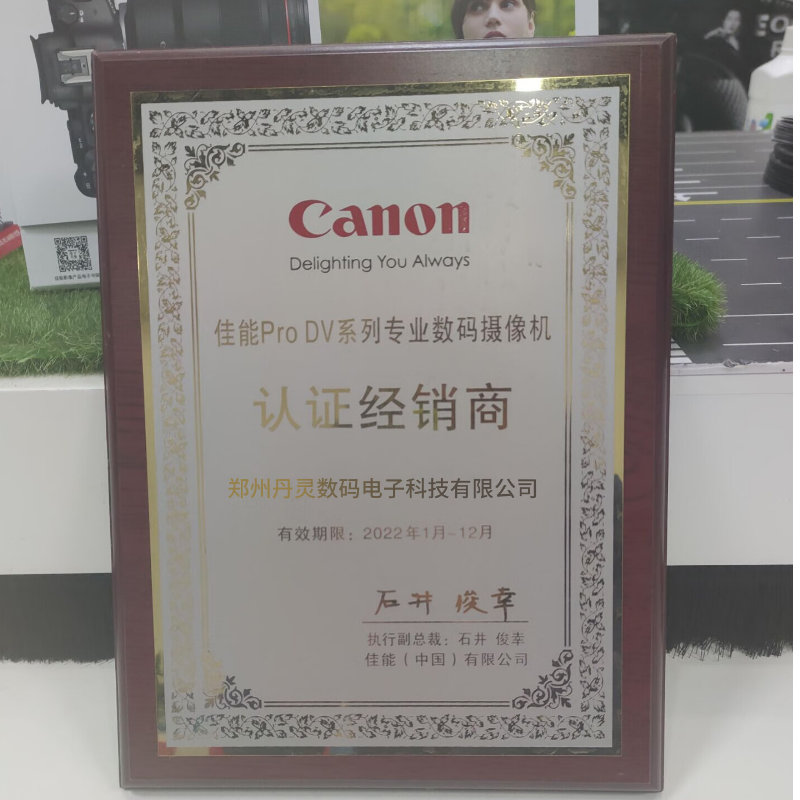 Canon
Delighting You Always
佳能Pro DV系列专业数码摄像机
认证经销商
郑州丹灵数码电子科技有限公司
有效期限：2022年1月-12月
石井 俊幸
执行副总裁：石井 俊幸
佳能（中国）有限公司